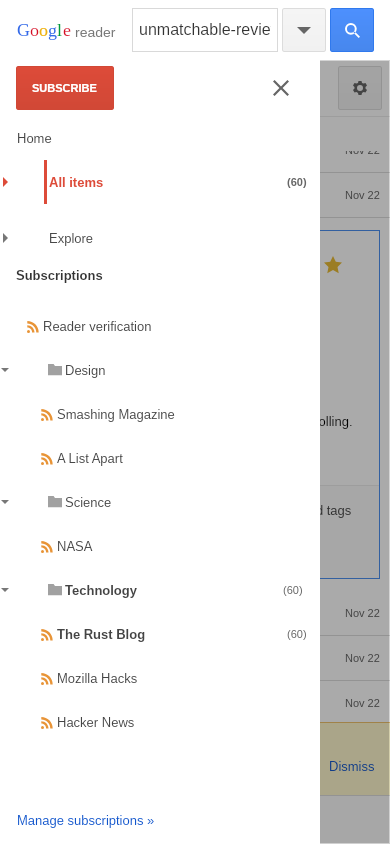 Google reader
unmatchable-revie
SUBSCRIBE
Home
All items (60)
Nov 22
Explore
Subscriptions
Reader verification
Design
Smashing Magazine
olling.
A List Apart
Science
d tags
NASA
Technology (60)
Nov 22
The Rust Blog (60)
Nov 22
Mozilla Hacks
Nov 22
Hacker News
Dismiss
Manage subscriptions »